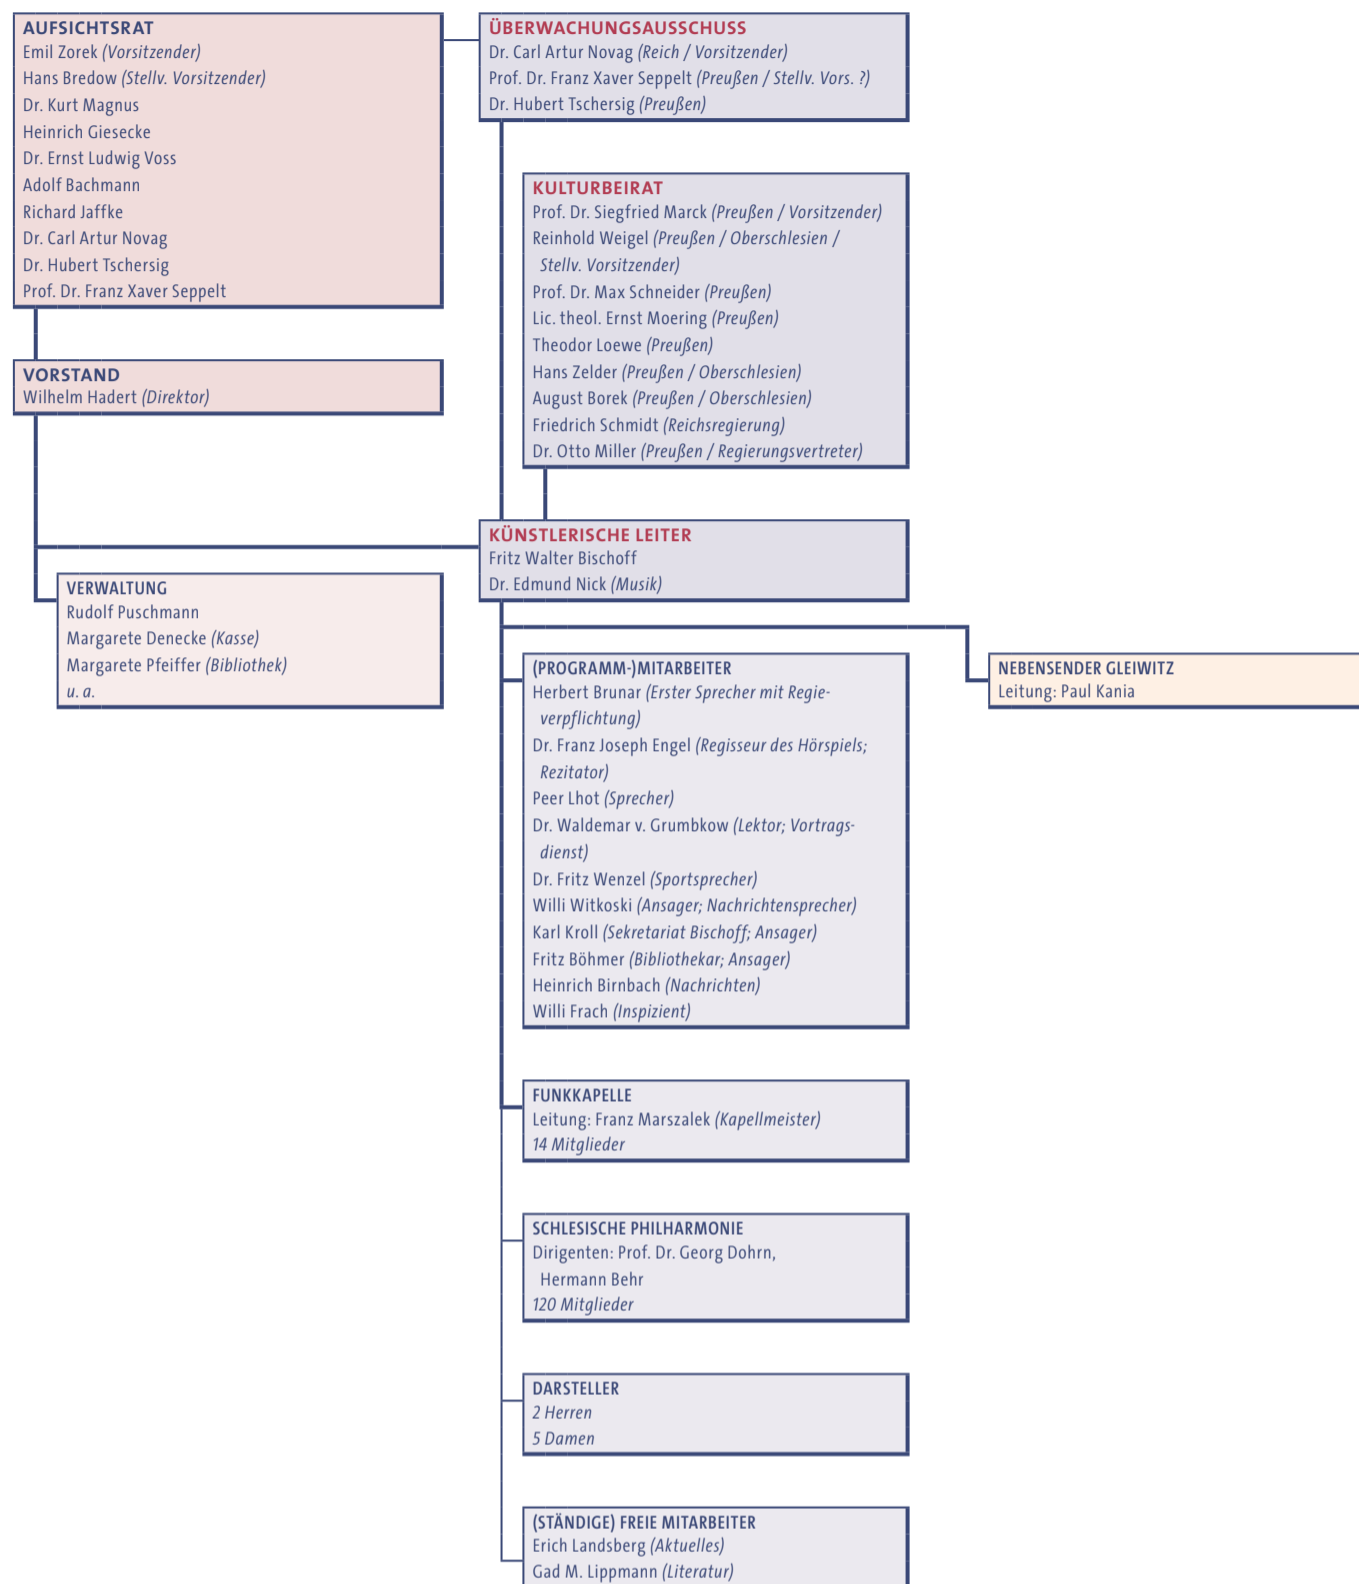 AUFSICHTSRAT
Emil Zorek (Vorsitzender)
Hans Bredow (Stellv. Vorsitzender)
Dr. Kurt Magnus
Heinrich Giesecke
Dr. Ernst Ludwig Voss
Adolf Bachmann
Richard Jaffke
Dr. Carl Artur Novag
Dr. Hubert Tschersig
Prof. Dr. Franz Xaver Seppelt
VORSTAND
Wilhelm Hadert (Direktor)
VERWALTUNG
Rudolf Puschmann
Margarete Denecke (Kasse)
Margarete Pfeiffer (Bibliothek)
u. a.
ÜBERWACHUNGSAUSSCHUSS
Dr. Carl Artur Novag (Reich / Vorsitzender)
Prof. Dr. Franz Xaver Seppelt (Preußen / Stellv. Vors. ?)
Dr. Hubert Tschersig (Preußen)
KULTURBEIRAT
Prof. Dr. Siegfried Marck (Preußen / Vorsitzender)
Reinhold Weigel (Preußen / Oberschlesien /
Stellv. Vorsitzender)
Prof. Dr. Max Schneider (Preußen)
Lic. theol. Ernst Moering (Preußen)
Theodor Loewe (Preußen)
Hans Zelder (Preußen / Oberschlesien)
August Borek (Preußen / Oberschlesien)
Friedrich Schmidt (Reichsregierung)
Dr. Otto Miller (Preußen / Regierungsvertreter)
KÜNSTLERISCHE LEITER
Fritz Walter Bischoff
Dr. Edmund Nick (Musik)
(PROGRAMM-)MITARBEITER
Herbert Brunar (Erster Sprecher mit Regie-
verpflichtung)
Dr. Franz Joseph Engel (Regisseur des Hörspiels;
Rezitator)
Peer Lhot (Sprecher)
Dr. Waldemar v. Grumbkow (Lektor; Vortrags-
dienst)
Dr. Fritz Wenzel (Sportsprecher)
Willi Witkoski (Ansager; Nachrichtensprecher)
Karl Kroll (Sekretariat Bischoff; Ansager)
Fritz Böhmer (Bibliothekar; Ansager)
Heinrich Birnbach (Nachrichten)
Willi Frach (Inspizient)
NEBENSENDER GLEIWITZ
Leitung: Paul Kania
FUNKKAPELLE
Leitung: Franz Marszalek (Kapellmeister)
14 Mitglieder
SCHLESISCHE PHILHARMONIE
Dirigenten: Prof. Dr. Georg Dohrn,
Hermann Behr
120 Mitglieder
DARSTELLER
2 Herren
5 Damen
(STÄNDIGE) FREIE MITARBEITER
Erich Landsberg (Aktuelles)
Gad M. Lippmann (Literatur)